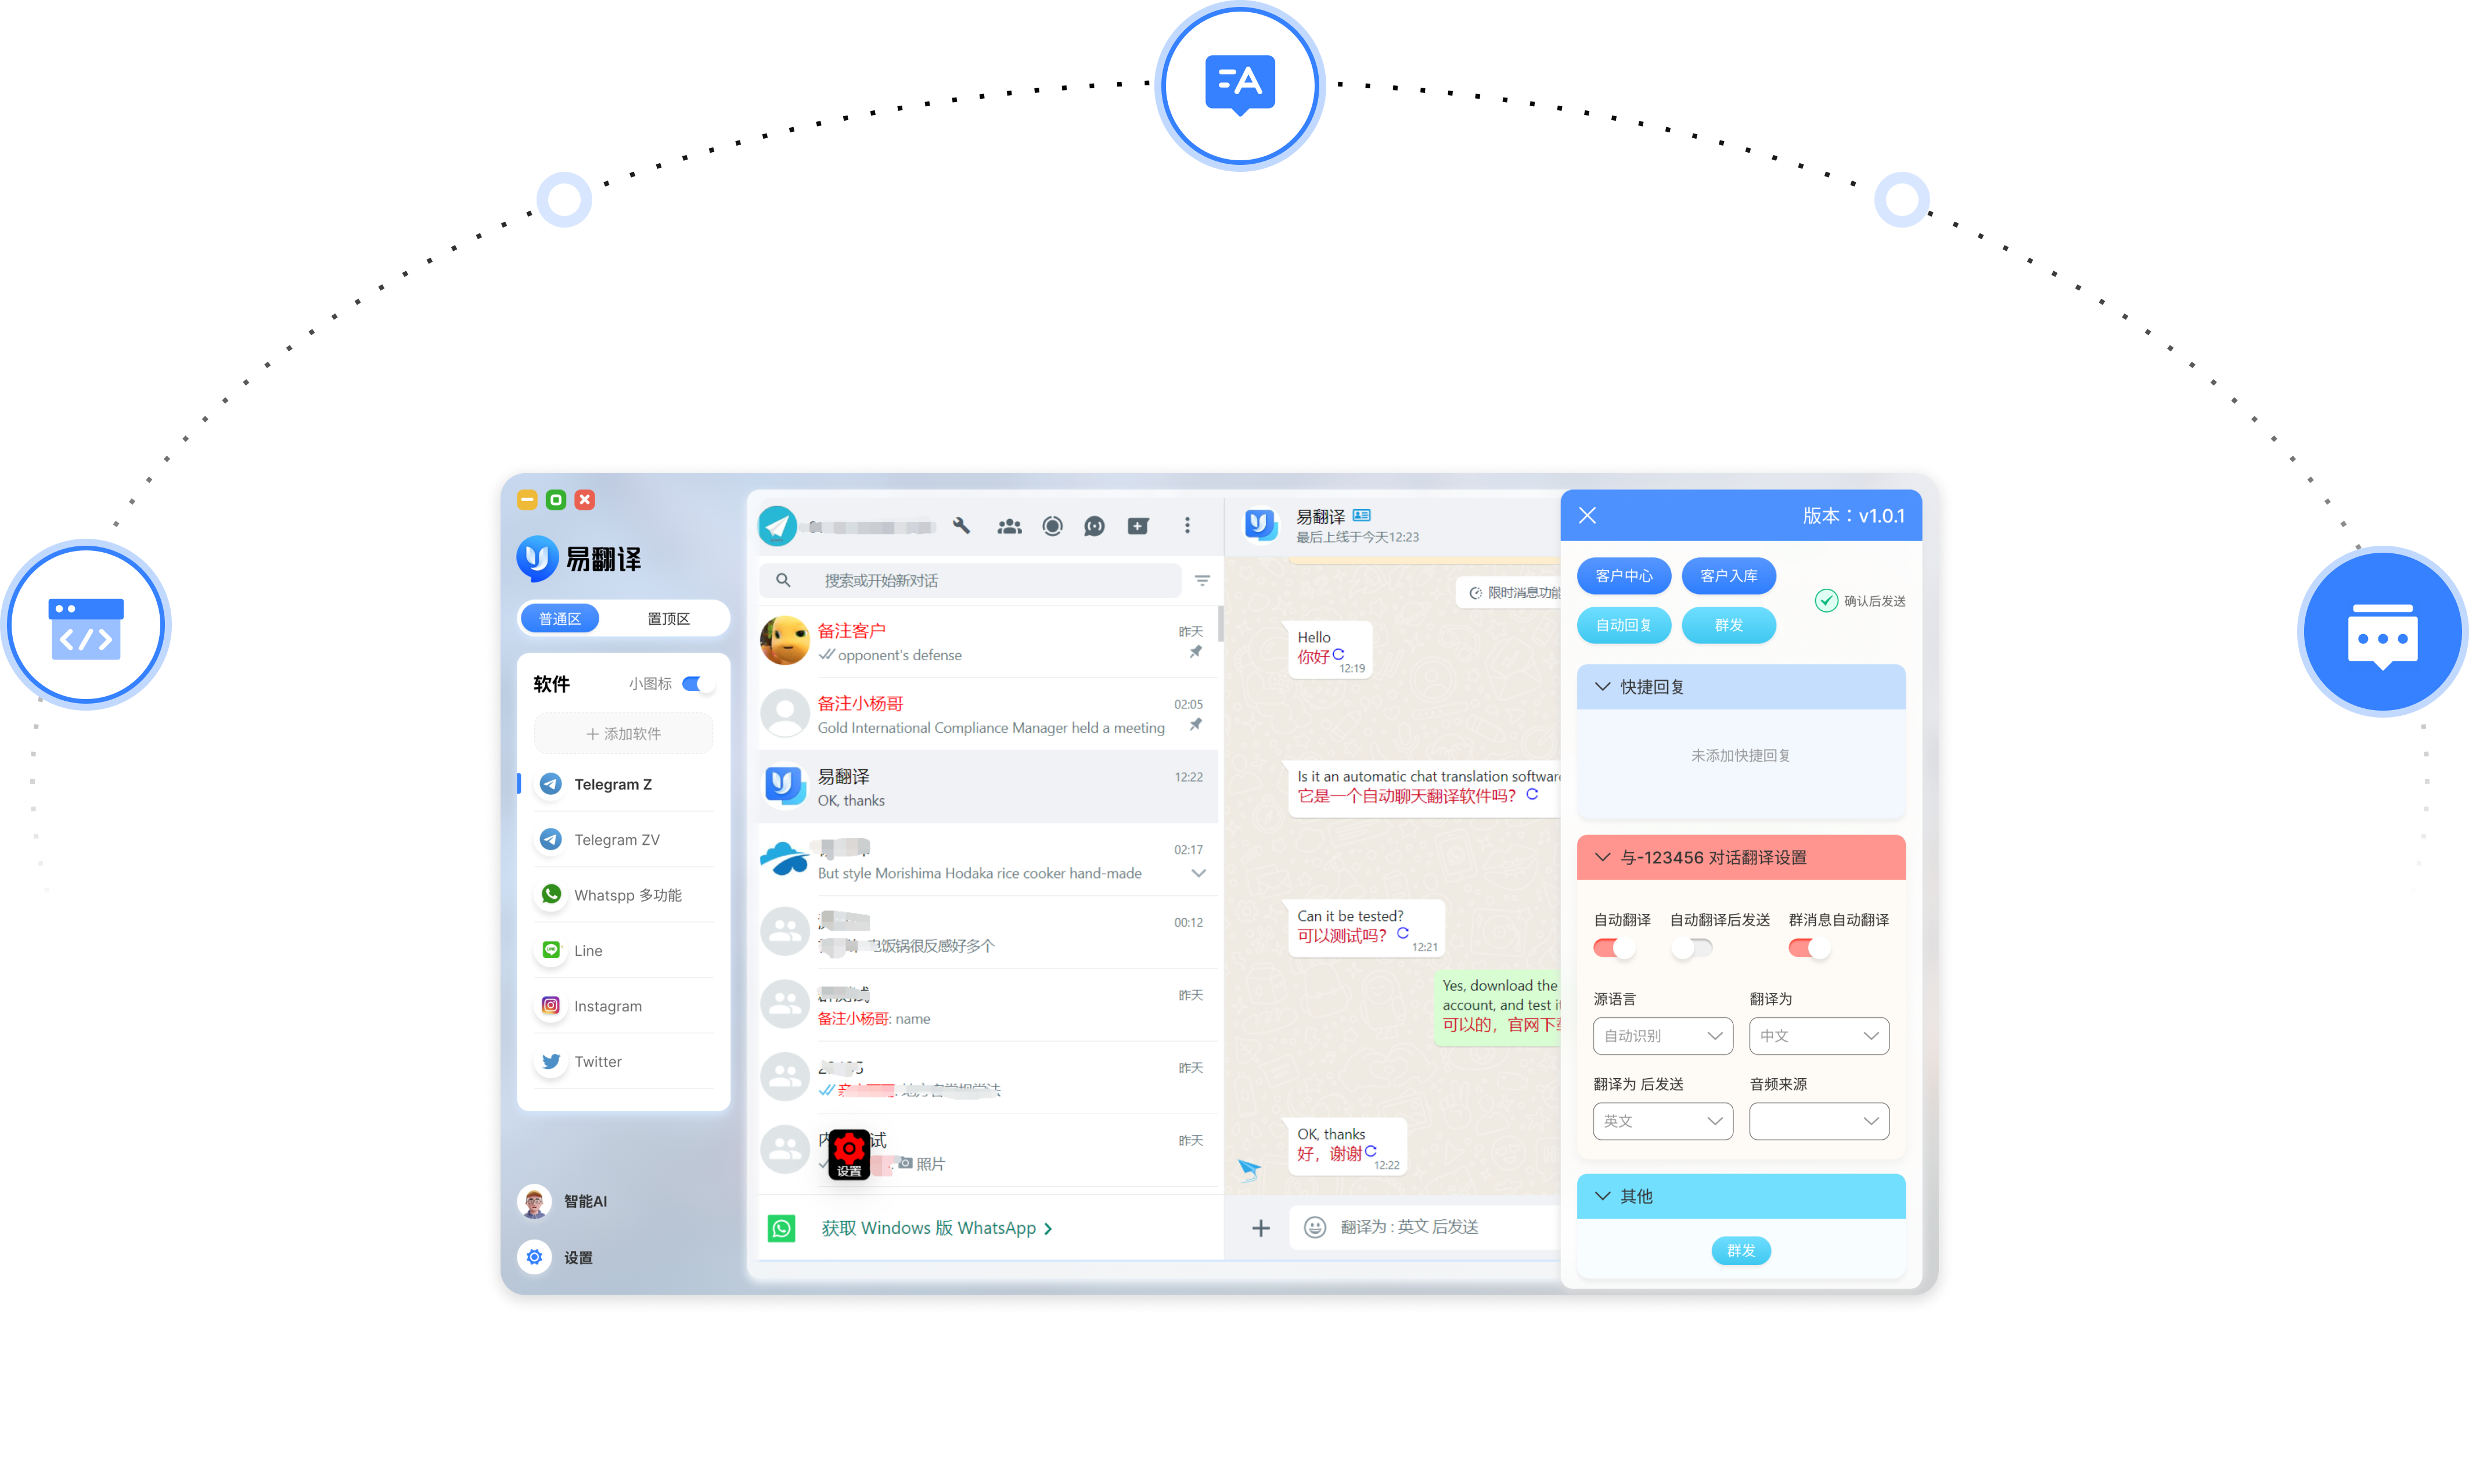 易翻译
普通区
置顶区
软件
小图标
+ 添加软件
Telegram Z
Telegram ZV
Whatspp 多功能
Line
Instagram
Twitter
智能AI
设置
搜索或开始新对话
备注客户
昨天
opponent's defense
备注小杨哥
02:05
Gold International Compliance Manager held a meeting
易翻译
12:22
OK, thanks
02:17
But style Morishima Hodaka rice cooker hand-made
00:12
电饭锅很反感好多个
昨天
备注小杨哥: name
昨天
试
昨天
设置
照片
获取 Windows 版 WhatsApp
易翻译
最后上线于今天12:23
限时消息功能
Hello
你好
12:19
Is it an automatic chat translation software
它是一个自动聊天翻译软件吗?
Can it be tested?
可以测试吗?
12:21
Yes, download the
account, and test it
可以的, 官网下载
OK, thanks
好, 谢谢
12:22
翻译为 : 英文 后发送
版本：v1.0.1
客户中心
客户入库
自动回复
群发
确认后发送
快捷回复
未添加快捷回复
与-123456 对话翻译设置
自动翻译
自动翻译后发送
群消息自动翻译
源语言
翻译为
自动识别
中文
翻译为 后发送
音频来源
英文
其他
群发